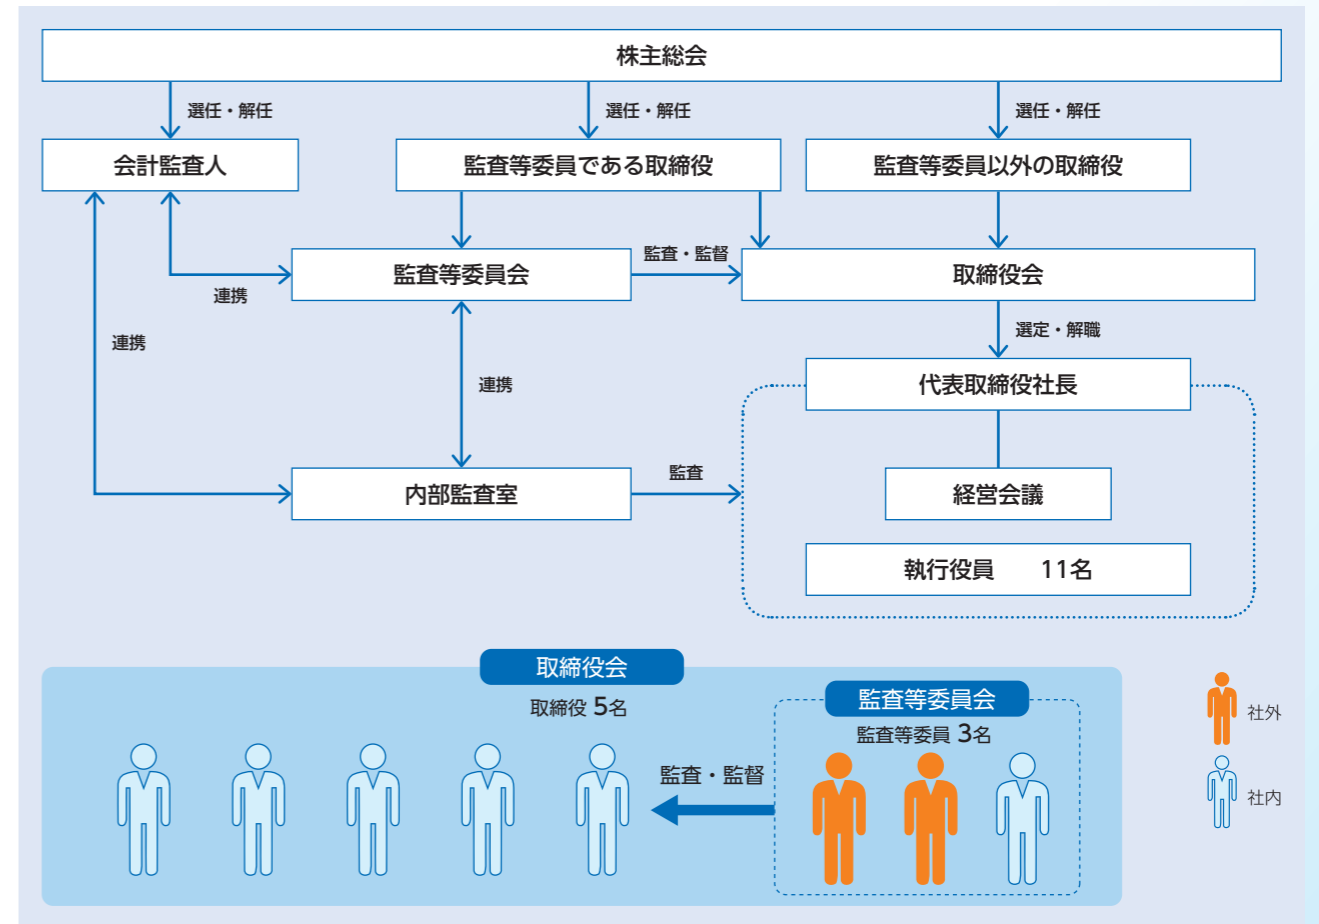 株主総会
選任・解任
選任・解任
選任・解任
会計監査人
監査等委員である取締役
監査等委員以外の取締役
監査等委員会
監査・監督
取締役会
連携
連携
選定・解職
連携
代表取締役社長
内部監査室
監査
経営会議
執行役員 11名
取締役会
取締役 5名
監査等委員会
監査等委員 3名
監査・監督
社外
社内